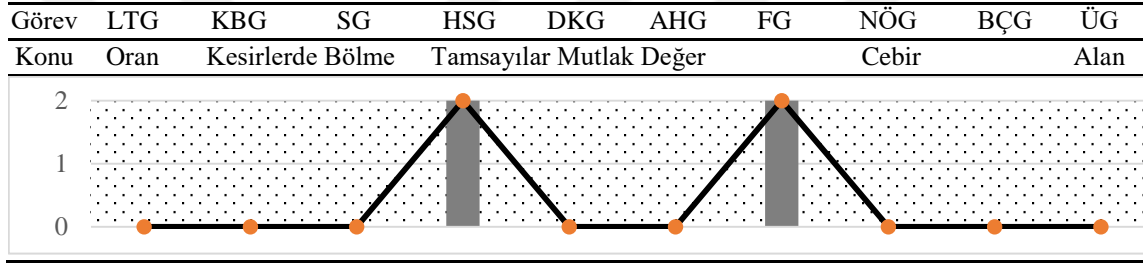 Görev LTG KBG SG HSG DKG AHG FG NÖG BÇG ÜG
Konu Oran Kesirlerde Bölme Tamsayılar Mutlak Değer Cebir Alan
2
1
0